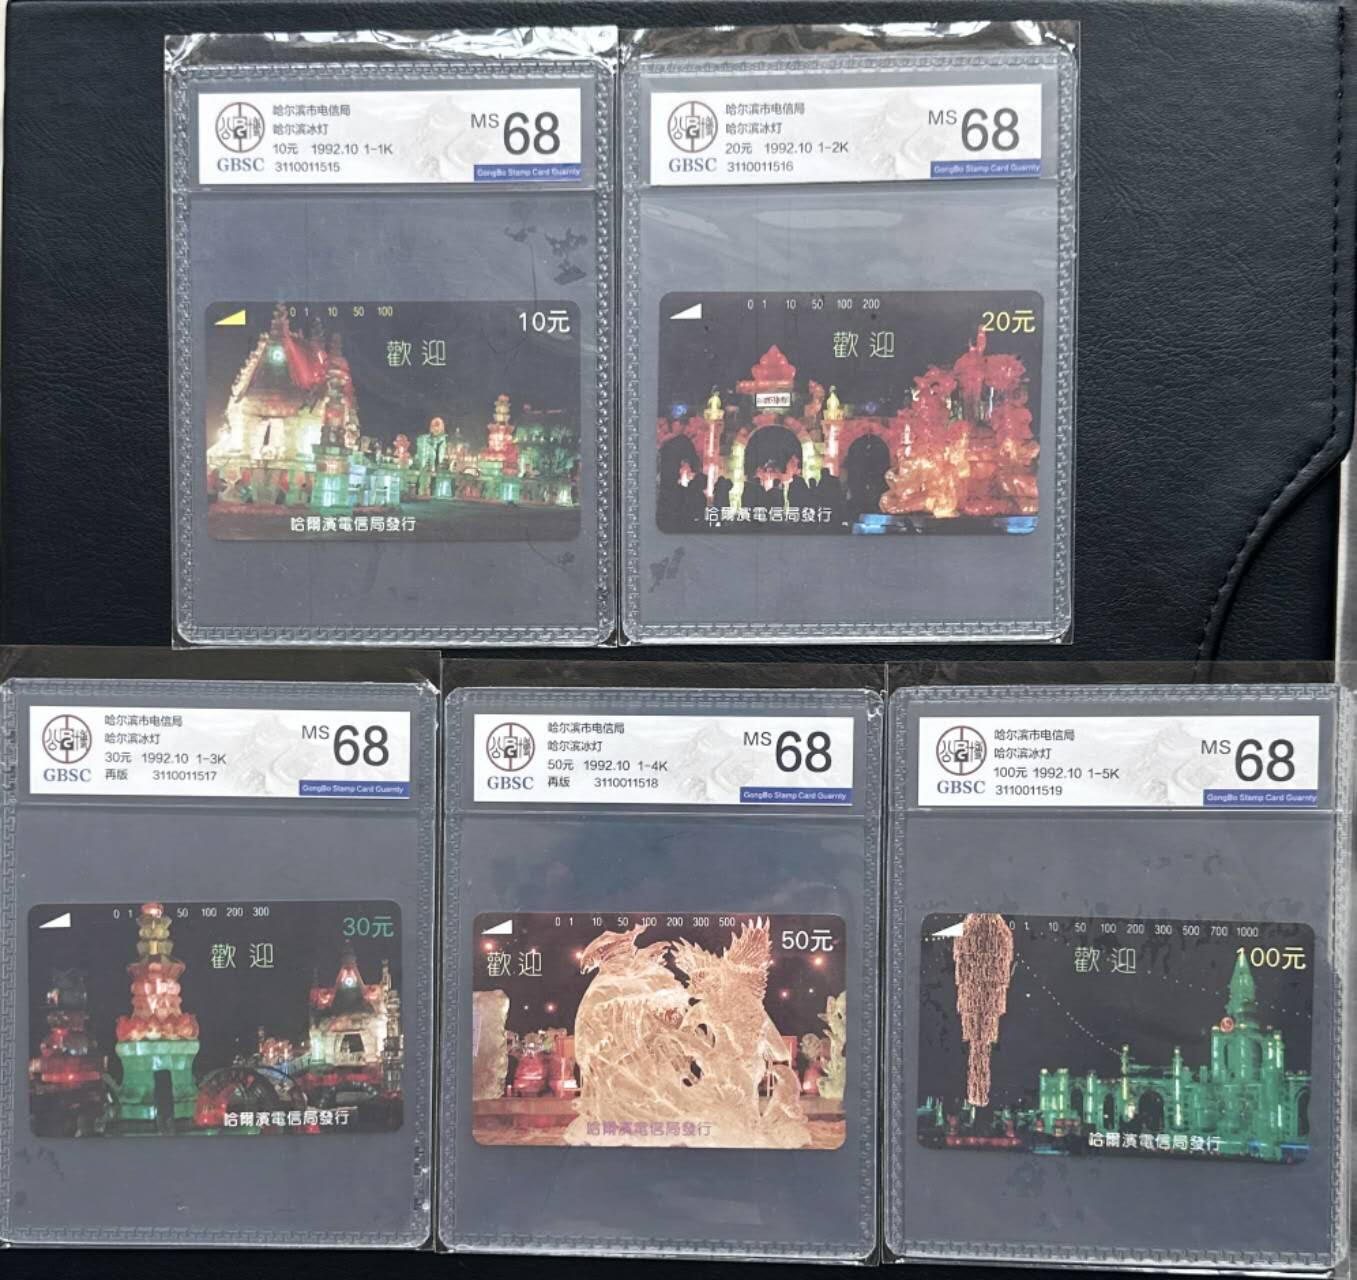 哈尔滨市电信局
哈尔滨冰灯
10元 1992.10 1-1K
GBSC 3110011515
MS 68
GongBo Stamp Card Guarnty
0 1 10 50 100
10元
歡迎
哈爾濱電信局發行
哈尔滨市电信局
哈尔滨冰灯
20元 1992.10 1-2K
GBSC 3110011516
MS 68
GongBo Stamp Card Guarnty
0 1 10 50 100 200
20元
歡迎
哈爾濱電信局發行
哈尔滨市电信局
哈尔滨冰灯
30元 1992.10 1-3K
GBSC 再版 3110011517
MS 68
GongBo Stamp Card Guarnty
0 1 50 100 200 300
30元
歡迎
哈爾濱電信局發行
哈尔滨市电信局
哈尔滨冰灯
50元 1992.10 1-4K
GBSC 再版 3110011518
MS 68
GongBo Stamp Card Guarnty
0 1 10 50 100 200 300 500
50元
歡迎
哈爾濱電信局發行
哈尔滨市电信局
哈尔滨冰灯
100元 1992.10 1-5K
GBSC 3110011519
MS 68
GongBo Stamp Card Guarnty
0 1 10 50 100 200 300 500 700 1000
100元
歡迎
哈爾濱電信局發行